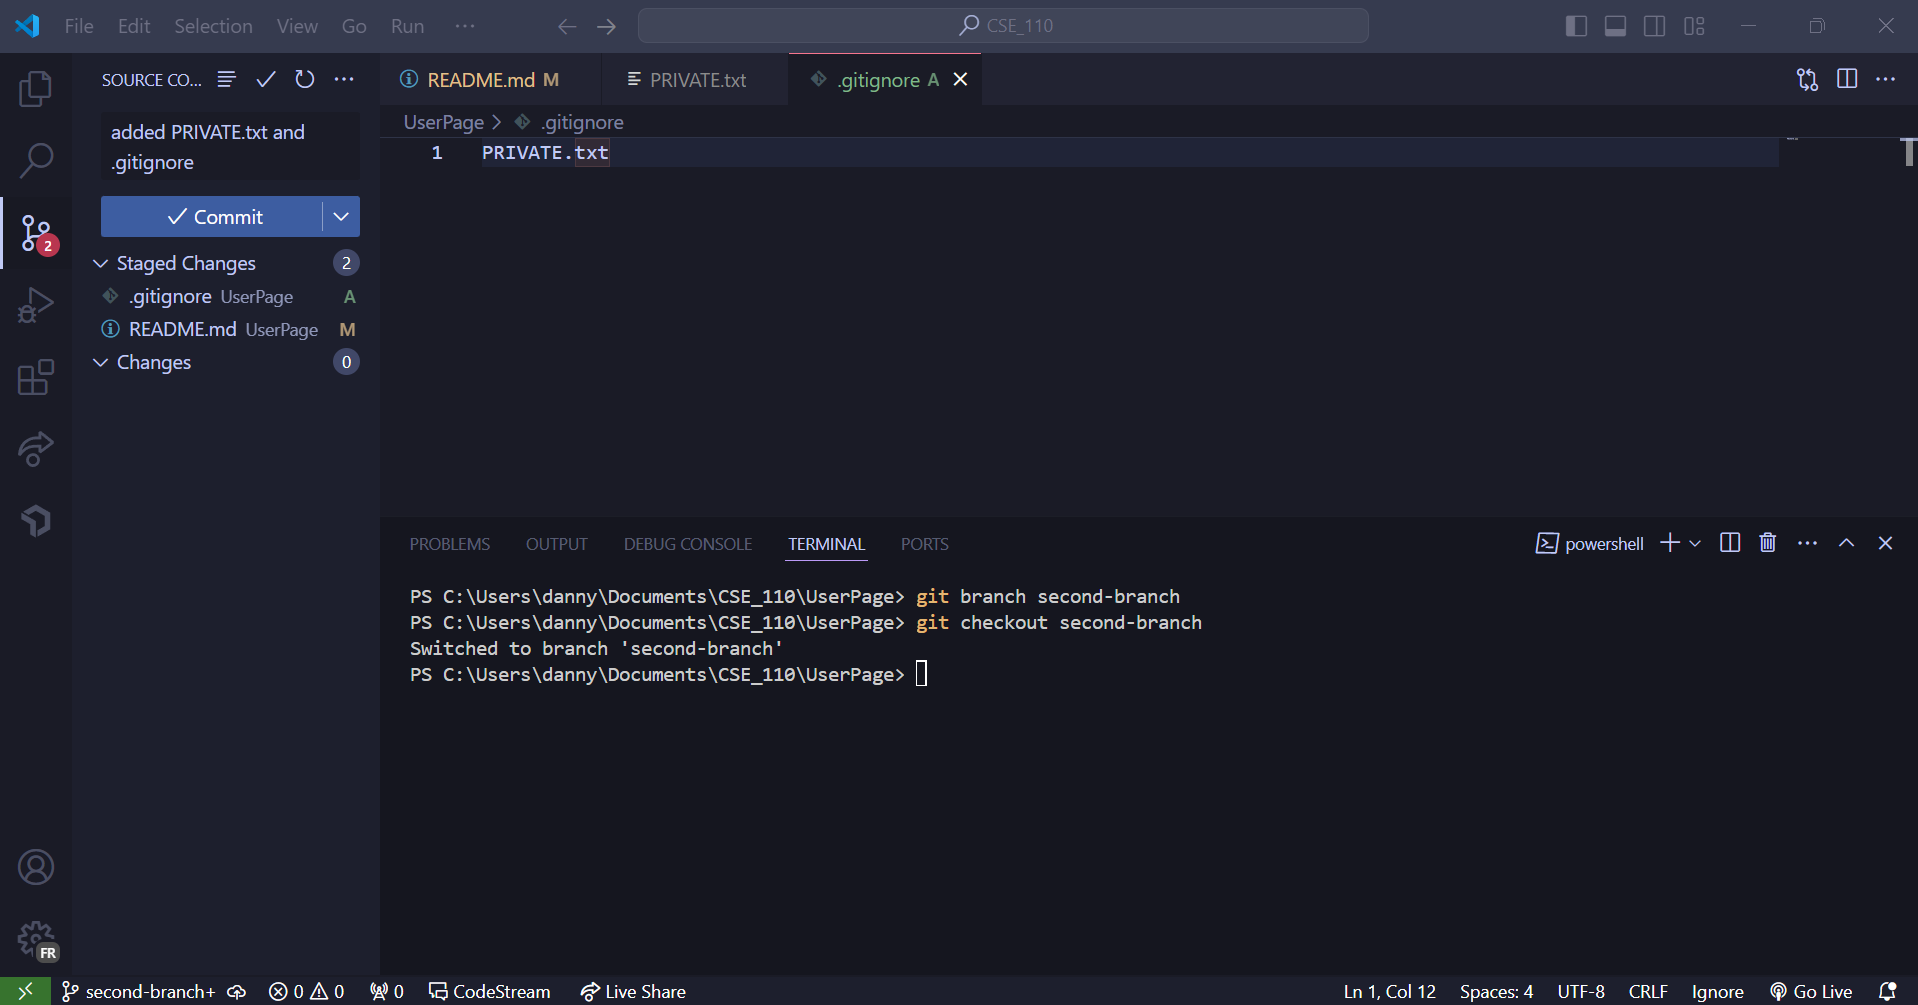 File Edit Selection View Go Run ···
CSE_110
SOURCE CO...
README.md M
PRIVATE.txt
.gitignore A
added PRIVATE.txt and
.gitignore
Commit
Staged Changes 2
.gitignore UserPage A
README.md UserPage M
Changes 0
2
UserPage > .gitignore
1 PRIVATE.txt
PROBLEMS OUTPUT DEBUG CONSOLE TERMINAL PORTS
powershell
PS C:\Users\danny\Documents\CSE_110\UserPage> git branch second-branch
PS C:\Users\danny\Documents\CSE_110\UserPage> git checkout second-branch
Switched to branch 'second-branch'
PS C:\Users\danny\Documents\CSE_110\UserPage>
FR
second-branch+ 0 0 0 CodeStream Live Share
Ln 1, Col 12 Spaces: 4 UTF-8 CRLF Ignore Go Live